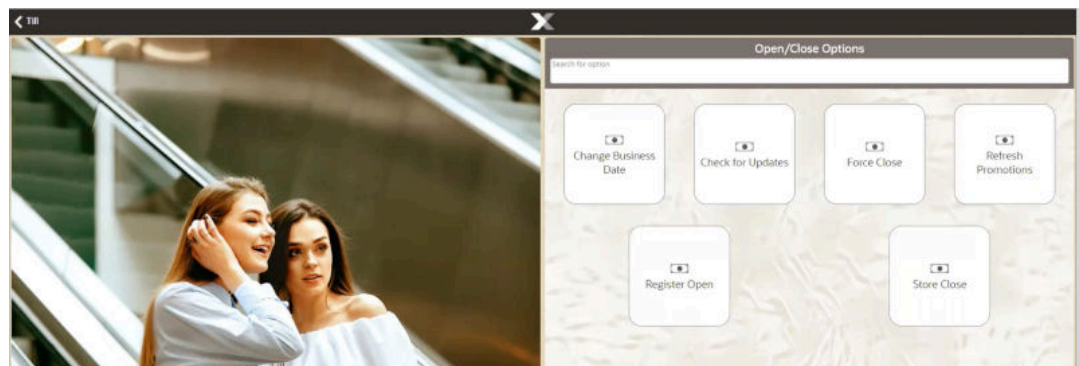 Till
Open/Close Options
Search for option
Change Business
Date
Check for Updates
Force Close
Refresh
Promotions
Register Open
Store Close